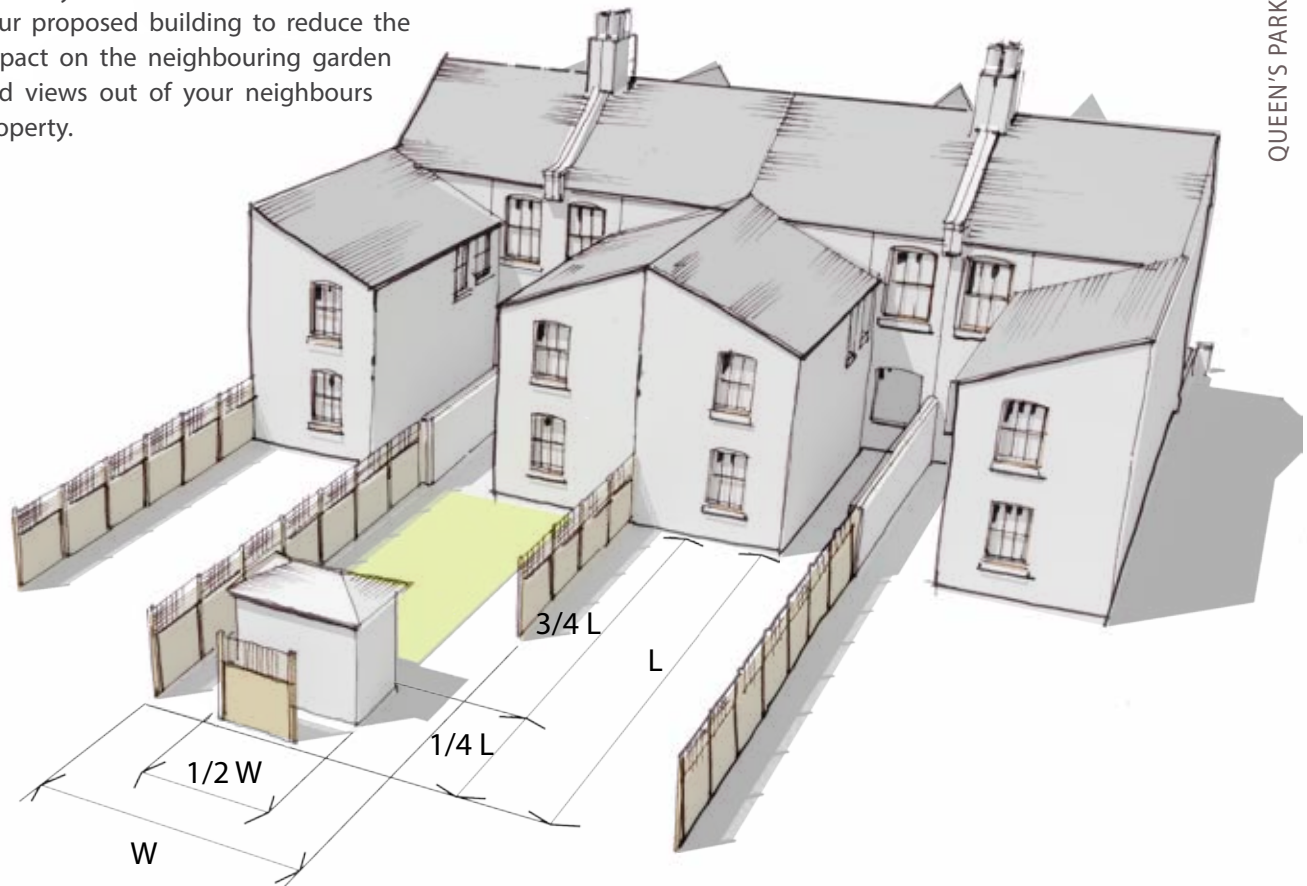 ur proposed building to reduce the
pact on the neighbouring garden
d views out of your neighbours
operty.
QUEEN'S PARK
3/4 L
L
1/4 L
1/2 W
W